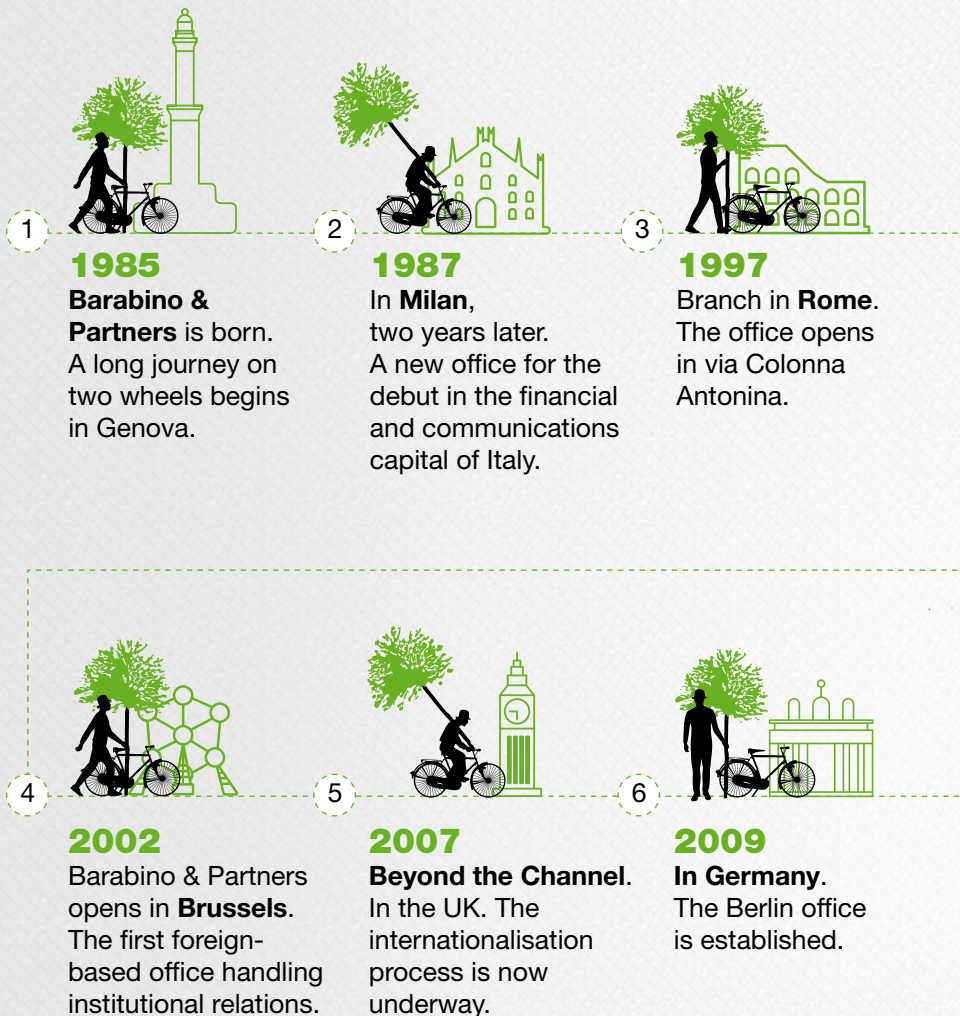 1
1985
Barabino &
Partners is born.
A long journey on
two wheels begins
in Genova.
2
1987
In Milan,
two years later.
A new office for the
debut in the financial
and communications
capital of Italy.
3
1997
Branch in Rome.
The office opens
in via Colonna
Antonina.
4
2002
Barabino & Partners
opens in Brussels.
The first foreign-
based office handling
institutional relations.
5
2007
Beyond the Channel.
In the UK. The
internationalisation
process is now
underway.
6
2009
In Germany.
The Berlin office
is established.